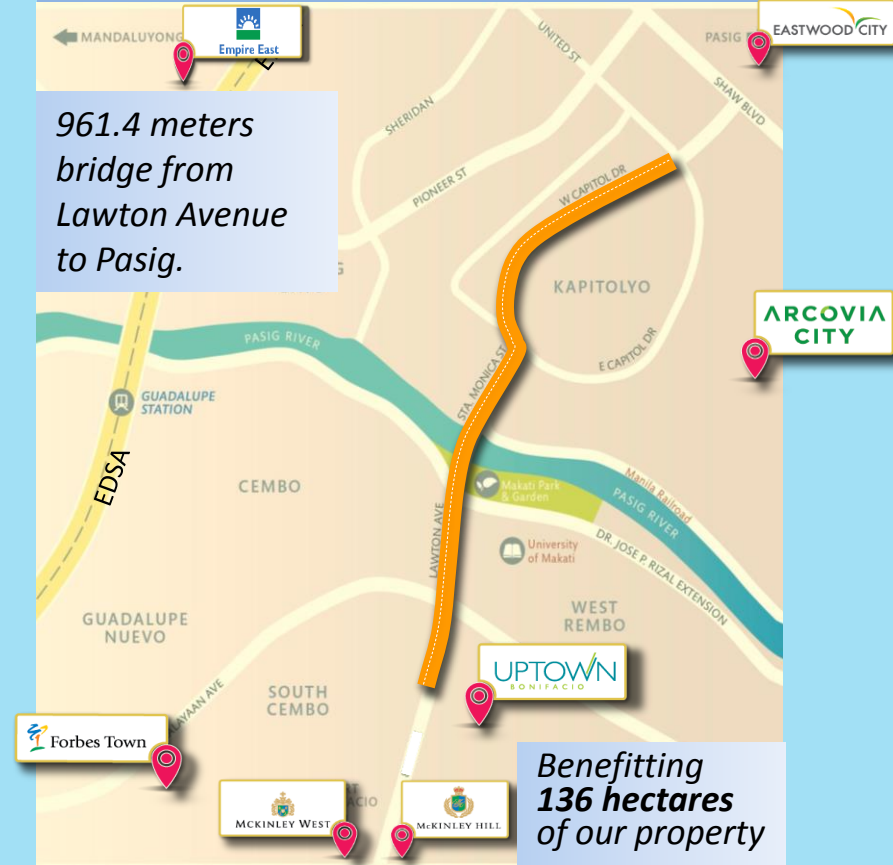 MANDALUYONG
Empire East
PASIG
EASTWOOD CITY
UNITED ST
SHAW BLVD
SHERIDAN
961.4 meters
bridge from
Lawton Avenue
to Pasig.
PIONEER ST
W CAPITOL DR
KAPITOLYO
ARCOVIA
CITY
PASIG RIVER
E CAPITOL DR
STA. MONICA ST
GUADALUPE
STATION
EDSA
CEMBO
Makati Park
& Garden
Manila Railroad
PASIG RIVER
LAWTON AVE
University
of Makati
DR. JOSE P. RIZAL EXTENSION
GUADALUPE
NUEVO
WEST
REMBO
UPTOWN
BONIFACIO
SOUTH
CEMBO
Forbes Town
Benefitting
136 hectares
of our property
MCKINLEY WEST
MCKINLEY HILL